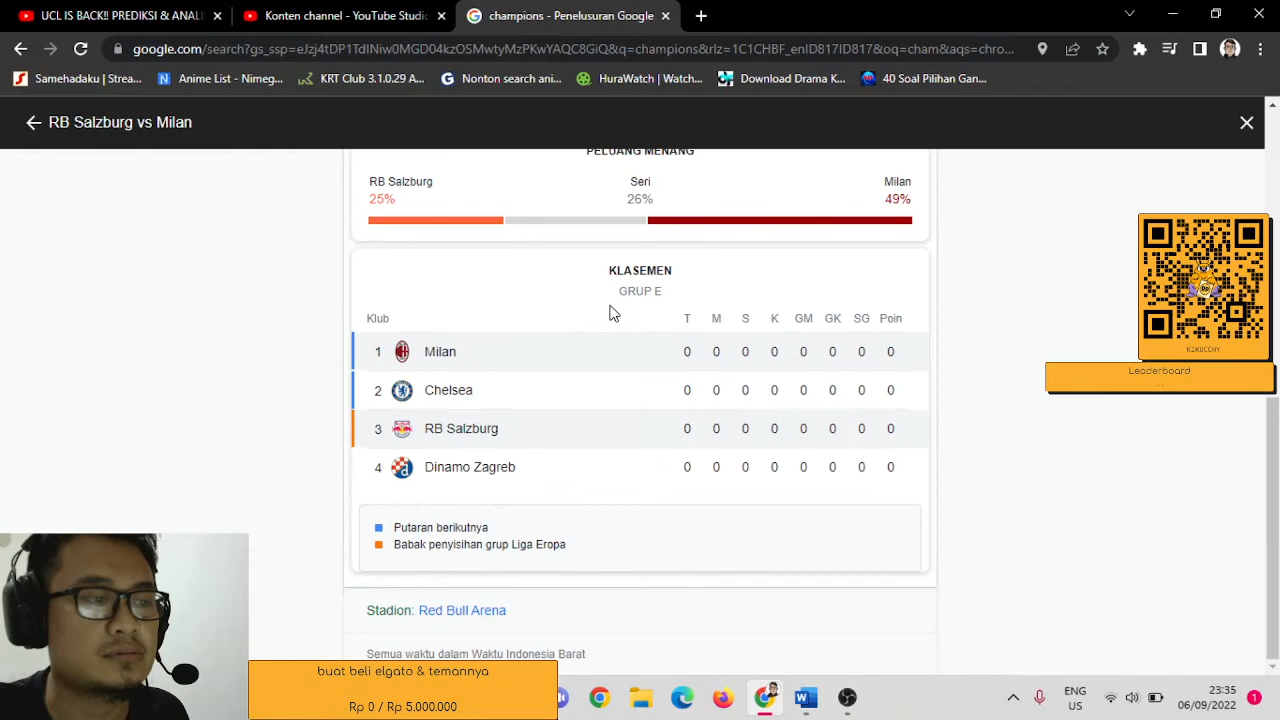 UCL IS BACK!! PREDIKSI & ANAL
Konten channel - YouTube Studio
champions - Penelusuran Google
google.com/search?gs_ssp=eJzj4tDP1TdINiw0MGD04kzOSMwtyMzPKwYAQC8GiQ&q=champions&rlz=1C1CHBF_enID817ID817&oq=cham&aqs=chro...
Samehadaku | Strea...
Anime List - Nimeg...
KRT Club 3.1.0.29 A...
Nonton search ani...
HuraWatch | Watch...
Download Drama K...
40 Soal Pilihan Gan...
RB Salzburg vs Milan
PELUANG MENANG
RB Salzburg Seri Milan
25% 26% 49%
KLASEMEN
GRUP E
Klub T M S K GM GK SG Poin
1 Milan 0 0 0 0 0 0 0 0
2 Chelsea 0 0 0 0 0 0 0 0
3 RB Salzburg 0 0 0 0 0 0 0 0
4 Dinamo Zagreb 0 0 0 0 0 0 0 0
Putaran berikutnya
Babak penyisihan grup Liga Eropa
Stadion: Red Bull Arena
Semua waktu dalam Waktu Indonesia Barat
KIKUCCHY
Leaderboard
...
buat beli elgato & temannya
Rp 0 / Rp 5.000.000
ENG
US
23:35
06/09/2022
1